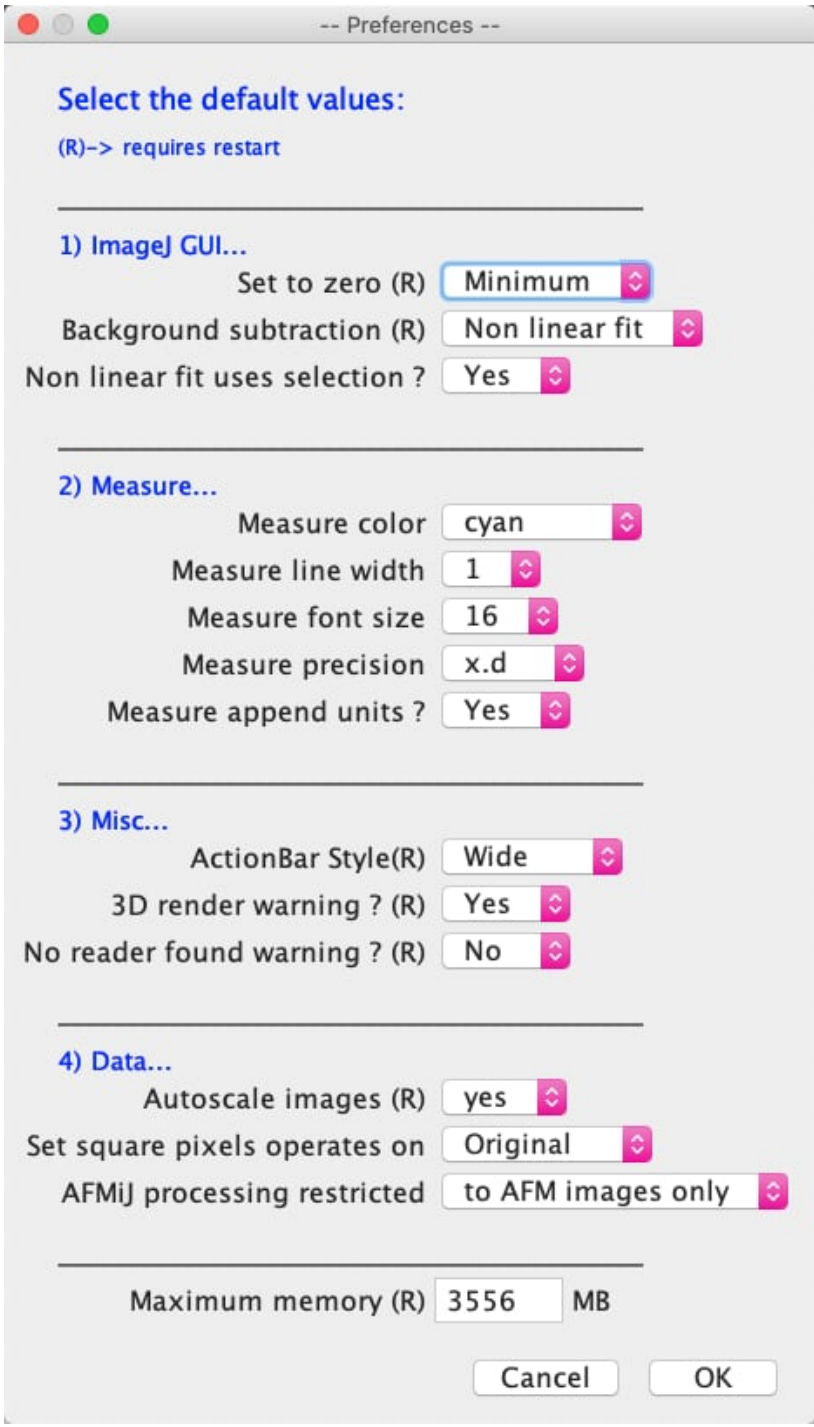 -- Preferences --
Select the default values:
(R)-> requires restart
1) ImageJ GUI...
Set to zero (R) Minimum
Background subtraction (R) Non linear fit
Non linear fit uses selection ? Yes
2) Measure...
Measure color cyan
Measure line width 1
Measure font size 16
Measure precision x.d
Measure append units ? Yes
3) Misc...
ActionBar Style(R) Wide
3D render warning ? (R) Yes
No reader found warning ? (R) No
4) Data...
Autoscale images (R) yes
Set square pixels operates on Original
AFMiJ processing restricted to AFM images only
Maximum memory (R) 3556 MB
Cancel OK